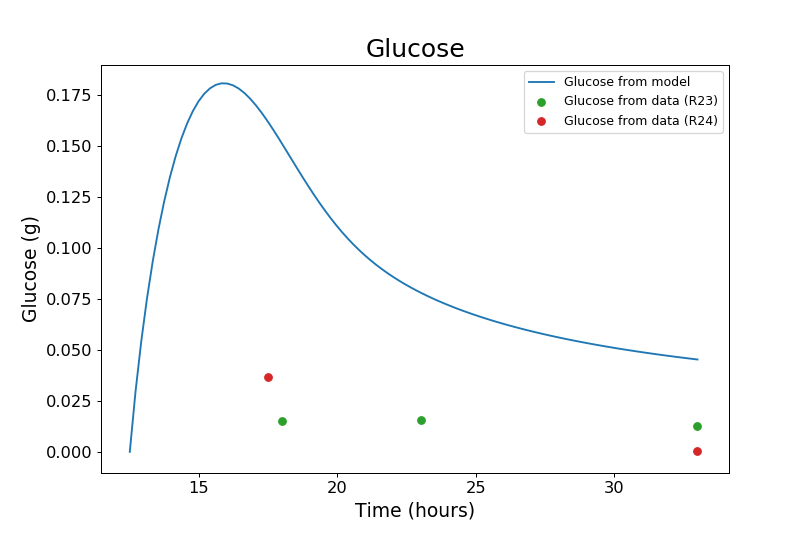 Glucose
Glucose from model
Glucose from data (R23)
Glucose from data (R24)
Glucose (g)
0.175
0.150
0.125
0.100
0.075
0.050
0.025
0.000
15 20 25 30
Time (hours)